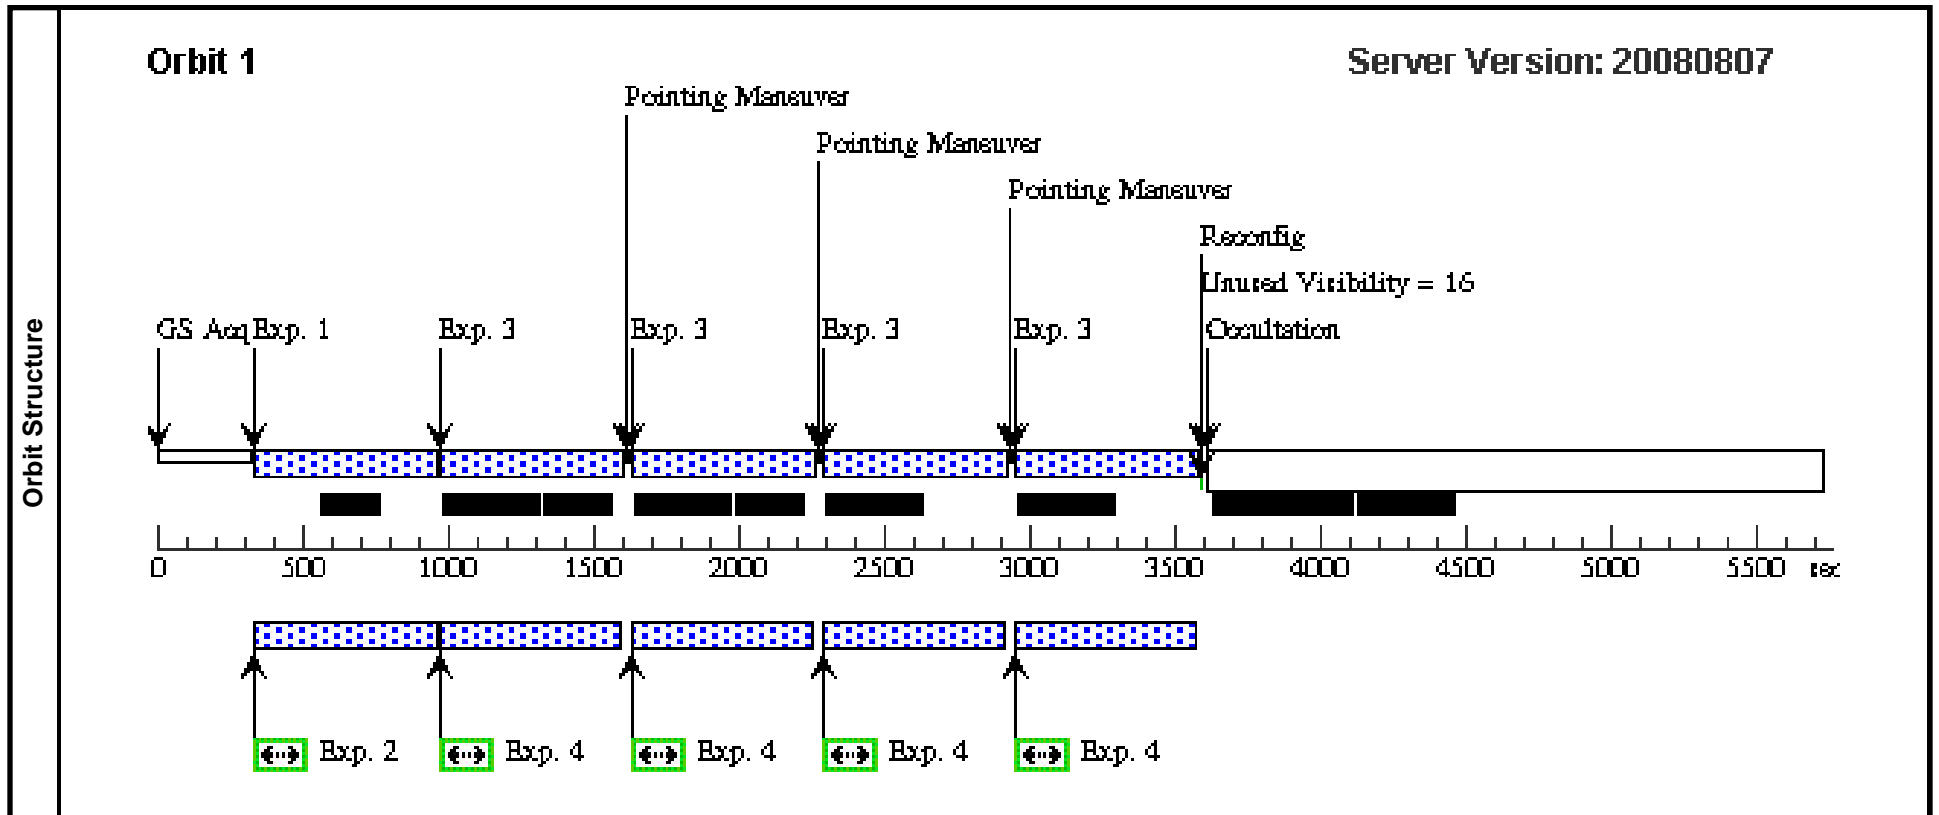 Orbit Structure
Orbit 1
Server Version: 20080807
Pointing Maneuver
Pointing Maneuver
Pointing Maneuver
Reconfig
Unused Visibility = 16
GS Acq Exp. 1 Exp. 3 Exp. 3 Exp. 3 Exp. 3 Occultation
0 500 1000 1500 2000 2500 3000 3500 4000 4500 5000 5500 sec
Exp. 2 Exp. 4 Exp. 4 Exp. 4 Exp. 4